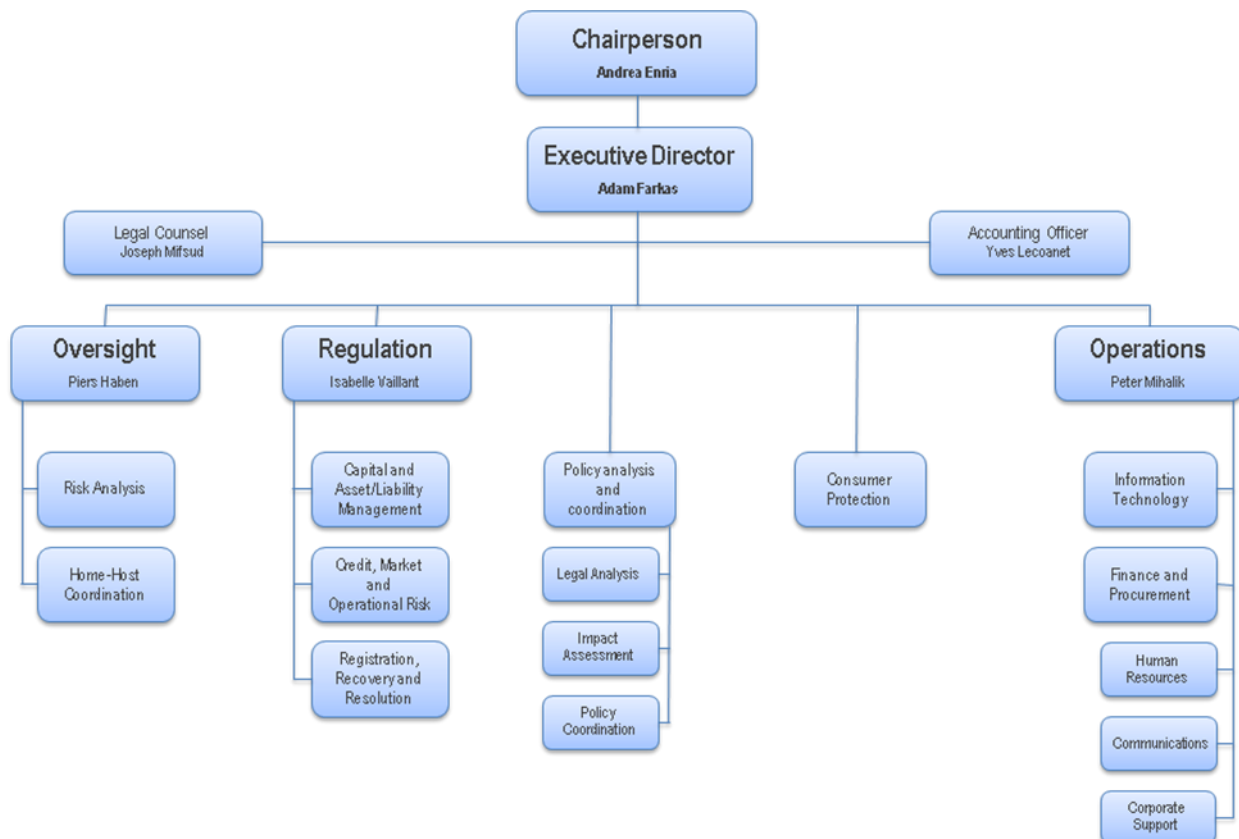 Chairperson
Andrea Enria
Executive Director
Adam Farkas
Legal Counsel
Joseph Mifsud
Accounting Officer
Yves Lecoanet
Oversight
Piers Haben
Regulation
Isabelle Vaillant
Operations
Peter Mihalik
Risk Analysis
Home-Host
Coordination
Capital and
Asset/Liability
Management
Credit, Market
and
Operational Risk
Registration,
Recovery and
Resolution
Policy analysis
and
coordination
Legal Analysis
Impact
Assessment
Policy
Coordination
Consumer
Protection
Information
Technology
Finance and
Procurement
Human
Resources
Communications
Corporate
Support